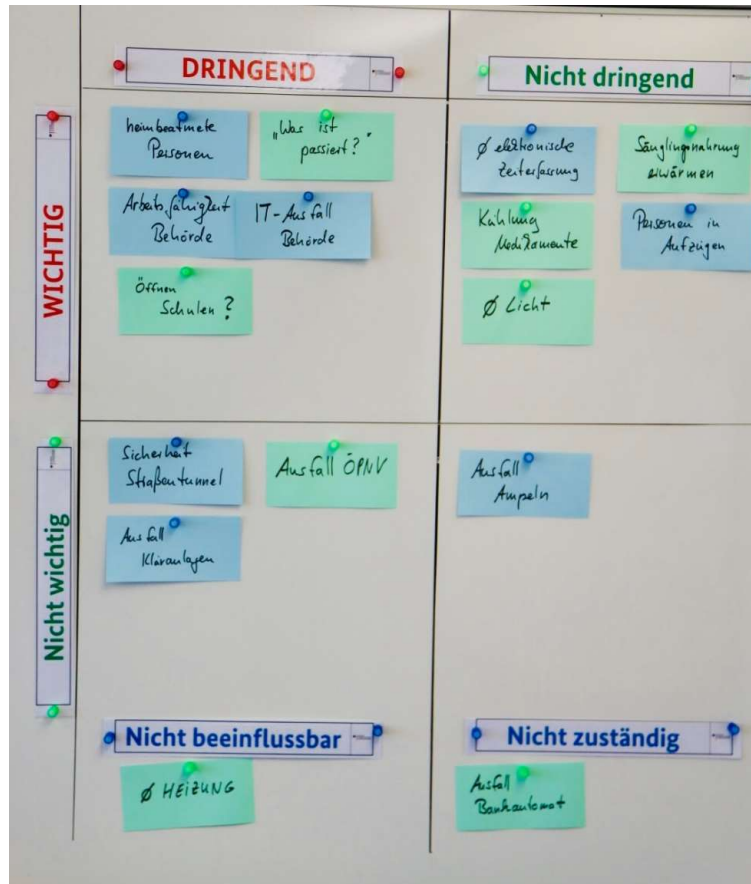 DRINGEND
Nicht dringend
WICHTIG
heimbeatmete
Personen
„Was ist
passiert?"
Arbeitsfähigkeit
Behörde
IT-Ausfall
Behörde
Öffnen
Schulen?
Ø elektronische
Zeiterfassung
Säuglingsnahrung
erwärmen
Kühlung
Medikamente
Personen in
Aufzügen
Ø Licht
Nicht wichtig
Sicherheit
Straßentunnel
Ausfall ÖPNV
Ausfall
Kläranlagen
Ausfall
Ampeln
Nicht beeinflussbar
Nicht zuständig
Ø HEIZUNG
Ausfall
Bankautomat